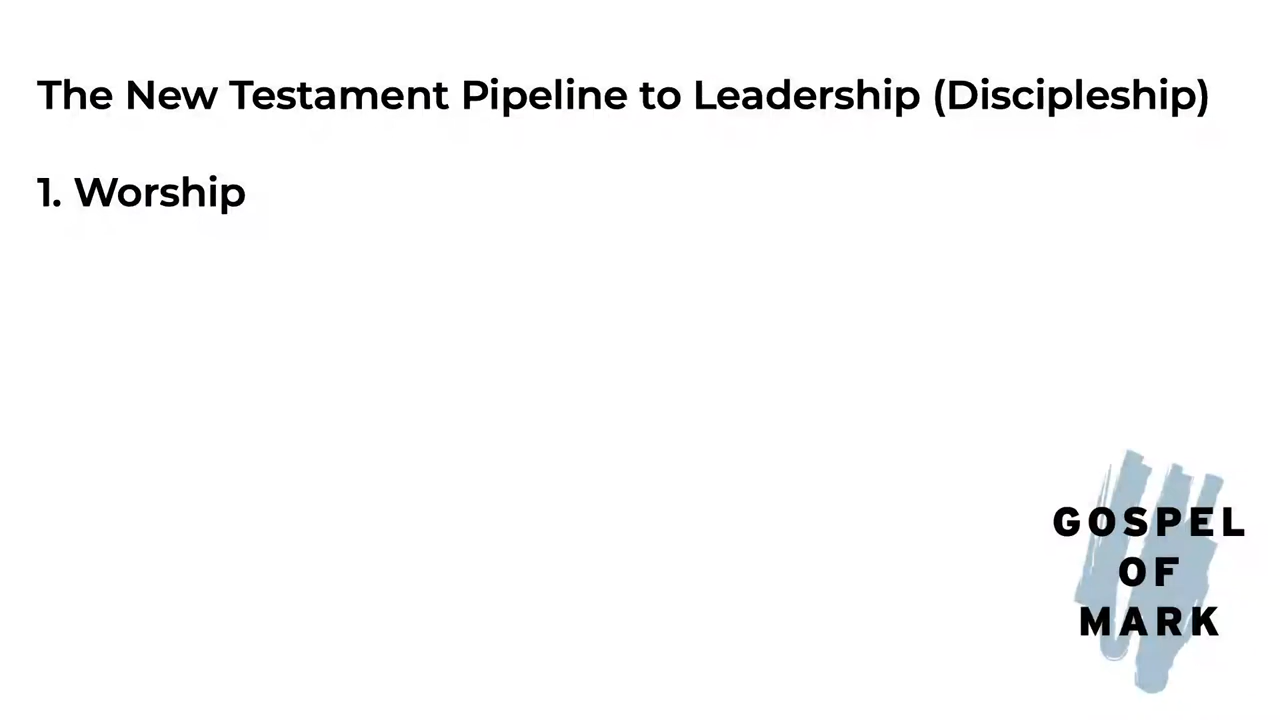 The New Testament Pipeline to Leadership (Discipleship)
1. Worship
GOSPEL
OF
MARK